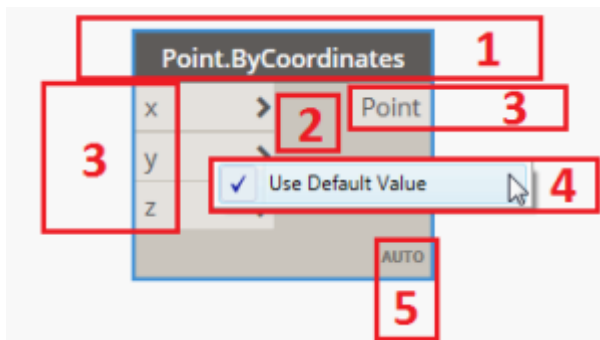 Point.ByCoordinates 1
x > 2 Point 3
3 y
✓ Use Default Value 4
z
AUTO
5